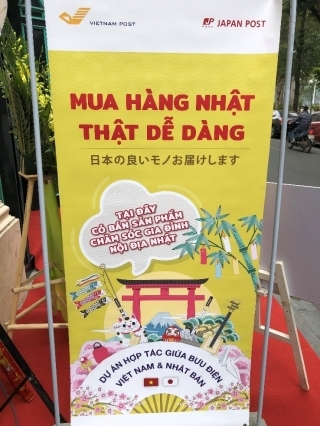 VIETNAM POST
JAPAN POST
MUA HÀNG NHẬT
THẬT DỄ DÀNG
日本の良いモノお届けします
TẠI ĐÂY
CÓ BÁN SẢN PHẨM
CHĂM SÓC GIA ĐÌNH
NỘI ĐỊA NHẬT
DỰ ÁN HỢP TÁC GIỮA BƯU ĐIỆN
VIỆT NAM & NHẬT BẢN